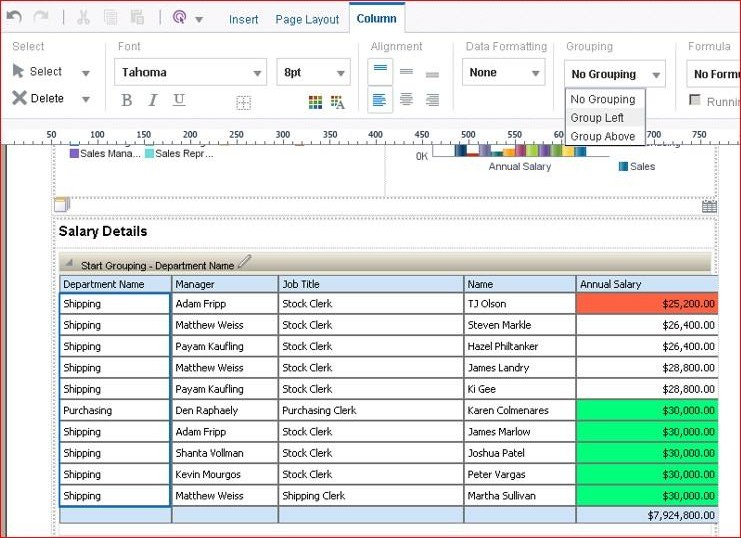 Insert Page Layout Column
Select Font Alignment Data Formatting Grouping Formula
Select Tahoma 8pt None No Grouping No Formu
Delete B I U No Grouping Runnin
Group Left
Group Above
50 100 150 200 250 300 350 400 450 500 550 600 700 750
Sales Mana... Sales Repr... 0K
Annual Salary Sales
Salary Details
Start Grouping - Department Name
Department Name Manager Job Title Name Annual Salary
Shipping Adam Fripp Stock Clerk TJ Olson $25,200.00
Shipping Matthew Weiss Stock Clerk Steven Markle $26,400.00
Shipping Payam Kaufling Stock Clerk Hazel Philtanker $26,400.00
Shipping Matthew Weiss Stock Clerk James Landry $28,800.00
Shipping Payam Kaufling Stock Clerk Ki Gee $28,800.00
Purchasing Den Raphaely Purchasing Clerk Karen Colmenares $30,000.00
Shipping Adam Fripp Stock Clerk James Marlow $30,000.00
Shipping Shanta Vollman Stock Clerk Joshua Patel $30,000.00
Shipping Kevin Mourgos Stock Clerk Peter Vargas $30,000.00
Shipping Matthew Weiss Shipping Clerk Martha Sullivan $30,000.00
$7,924,800.00